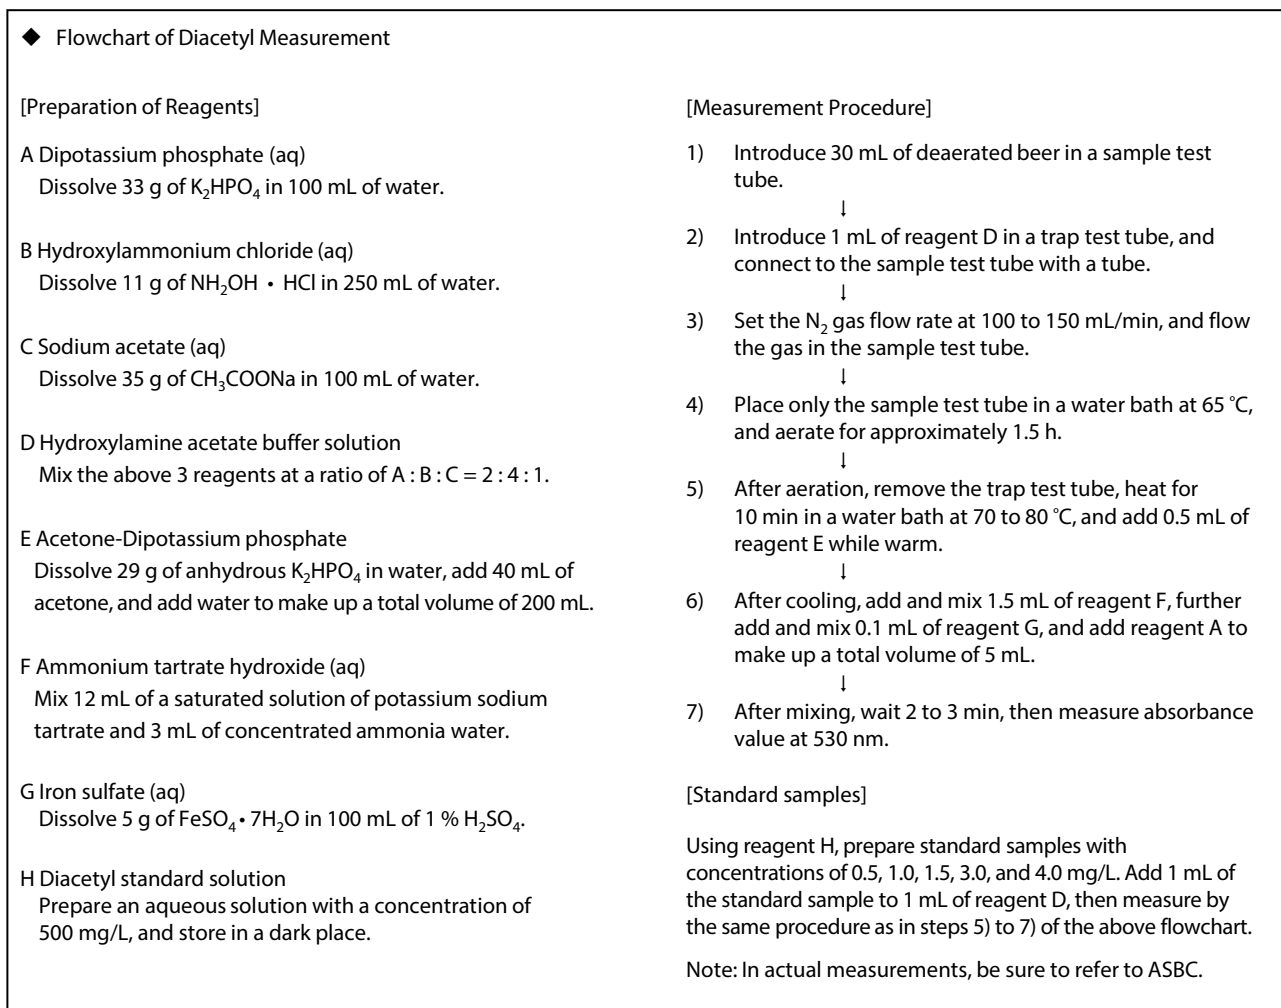 ◆ Flowchart of Diacetyl Measurement
[Preparation of Reagents]
A Dipotassium phosphate (aq)
Dissolve 33 g of K₂HPO₄ in 100 mL of water.
B Hydroxylammonium chloride (aq)
Dissolve 11 g of NH₂OH • HCl in 250 mL of water.
C Sodium acetate (aq)
Dissolve 35 g of CH₃COONa in 100 mL of water.
D Hydroxylamine acetate buffer solution
Mix the above 3 reagents at a ratio of A : B : C = 2 : 4 : 1.
E Acetone-Dipotassium phosphate
Dissolve 29 g of anhydrous K₂HPO₄ in water, add 40 mL of
acetone, and add water to make up a total volume of 200 mL.
F Ammonium tartrate hydroxide (aq)
Mix 12 mL of a saturated solution of potassium sodium
tartrate and 3 mL of concentrated ammonia water.
G Iron sulfate (aq)
Dissolve 5 g of FeSO₄ • 7H₂O in 100 mL of 1 % H₂SO₄.
H Diacetyl standard solution
Prepare an aqueous solution with a concentration of
500 mg/L, and store in a dark place.
[Measurement Procedure]
1) Introduce 30 mL of deaerated beer in a sample test
tube.
↓
2) Introduce 1 mL of reagent D in a trap test tube, and
connect to the sample test tube with a tube.
↓
3) Set the N₂ gas flow rate at 100 to 150 mL/min, and flow
the gas in the sample test tube.
↓
4) Place only the sample test tube in a water bath at 65 °C,
and aerate for approximately 1.5 h.
↓
5) After aeration, remove the trap test tube, heat for
10 min in a water bath at 70 to 80 °C, and add 0.5 mL of
reagent E while warm.
↓
6) After cooling, add and mix 1.5 mL of reagent F, further
add and mix 0.1 mL of reagent G, and add reagent A to
make up a total volume of 5 mL.
↓
7) After mixing, wait 2 to 3 min, then measure absorbance
value at 530 nm.
[Standard samples]
Using reagent H, prepare standard samples with
concentrations of 0.5, 1.0, 1.5, 3.0, and 4.0 mg/L. Add 1 mL of
the standard sample to 1 mL of reagent D, then measure by
the same procedure as in steps 5) to 7) of the above flowchart.
Note: In actual measurements, be sure to refer to ASBC.